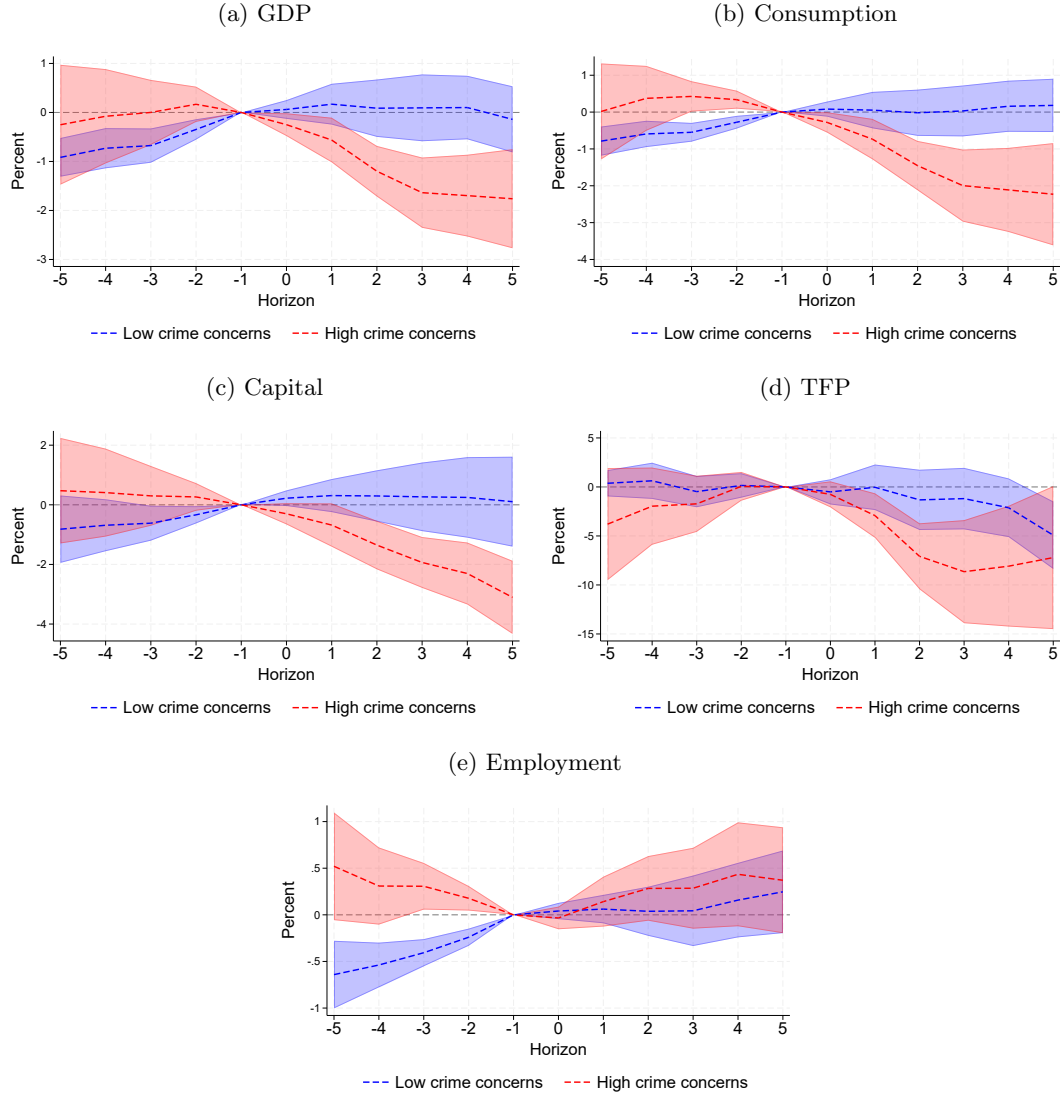 (a) GDP
1
0
-1
-2
-3
Percent
-5 -4 -3 -2 -1 0 1 2 3 4 5
Horizon
Low crime concerns High crime concerns
(b) Consumption
1
0
-1
-2
-3
-4
Percent
-5 -4 -3 -2 -1 0 1 2 3 4 5
Horizon
Low crime concerns High crime concerns
(c) Capital
2
0
-2
-4
Percent
-5 -4 -3 -2 -1 0 1 2 3 4 5
Horizon
Low crime concerns High crime concerns
(d) TFP
5
0
-5
-10
-15
Percent
-5 -4 -3 -2 -1 0 1 2 3 4 5
Horizon
Low crime concerns High crime concerns
(e) Employment
1
.5
0
-.5
-1
Percent
-5 -4 -3 -2 -1 0 1 2 3 4 5
Horizon
Low crime concerns High crime concerns